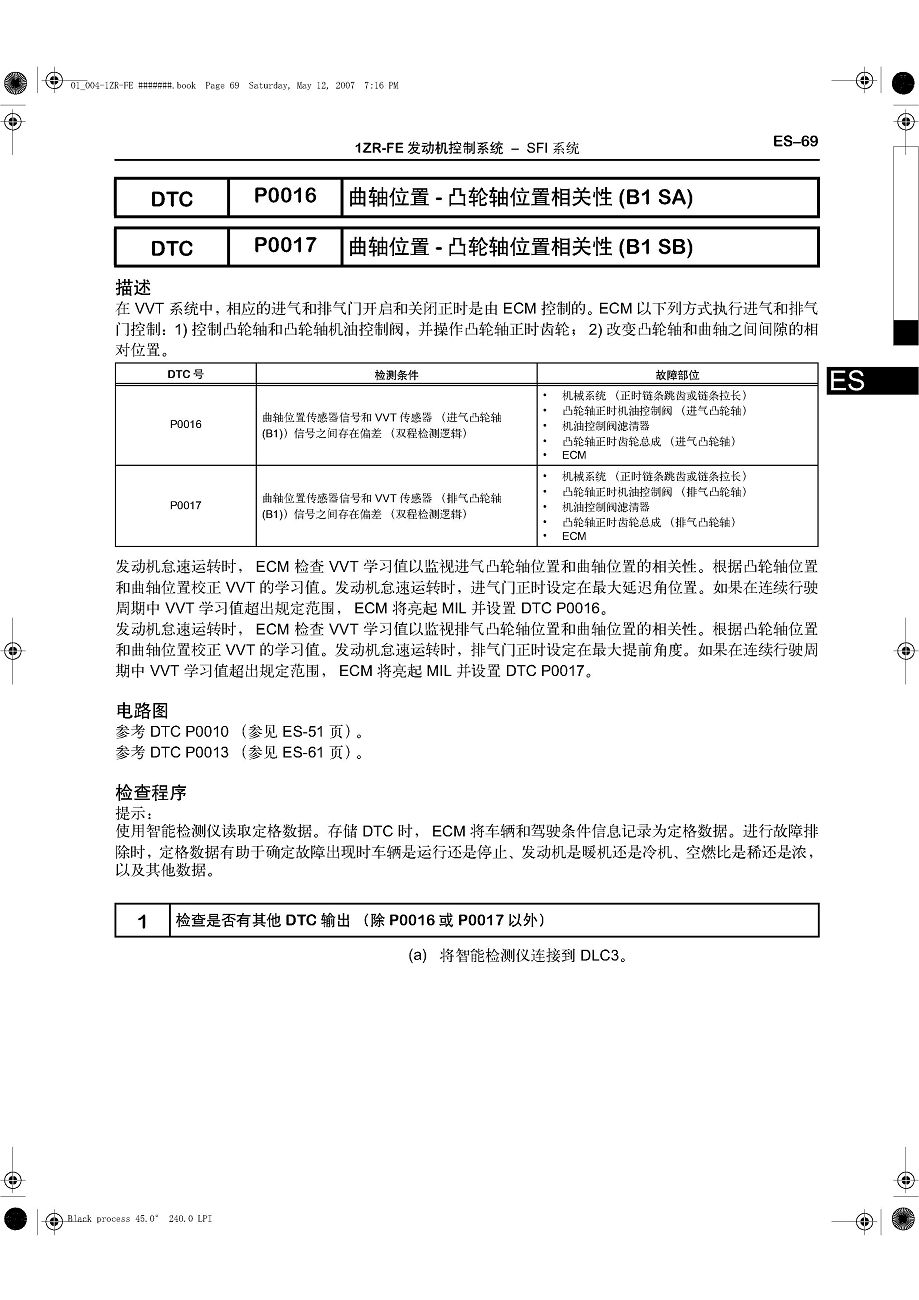 01_004-1ZR-FE #######.book Page 69 Saturday, May 12, 2007 7:16 PM
1ZR-FE 发动机控制系统 – SFI 系统
ES–69
DTC P0016 曲轴位置 - 凸轮轴位置相关性 (B1 SA)
DTC P0017 曲轴位置 - 凸轮轴位置相关性 (B1 SB)
描述
在 VVT 系统中，相应的进气和排气门开启和关闭正时是由 ECM 控制的。ECM 以下列方式执行进气和排气
门控制：1) 控制凸轮轴和凸轮轴机油控制阀，并操作凸轮轴正时齿轮； 2) 改变凸轮轴和曲轴之间间隙的相
对位置。
ES
DTC 号 检测条件 故障部位
P0016
曲轴位置传感器信号和 VVT 传感器 （进气凸轮轴
(B1)）信号之间存在偏差 （双程检测逻辑）
• 机械系统 （正时链条跳齿或链条拉长）
• 凸轮轴正时机油控制阀 （进气凸轮轴）
• 机油控制阀滤清器
• 凸轮轴正时齿轮总成 （进气凸轮轴）
• ECM
P0017
曲轴位置传感器信号和 VVT 传感器 （排气凸轮轴
(B1)）信号之间存在偏差 （双程检测逻辑）
• 机械系统 （正时链条跳齿或链条拉长）
• 凸轮轴正时机油控制阀 （排气凸轮轴）
• 机油控制阀滤清器
• 凸轮轴正时齿轮总成 （排气凸轮轴）
• ECM
发动机怠速运转时， ECM 检查 VVT 学习值以监视进气凸轮轴位置和曲轴位置的相关性。根据凸轮轴位置
和曲轴位置校正 VVT 的学习值。发动机怠速运转时，进气门正时设定在最大延迟角位置。如果在连续行驶
周期中 VVT 学习值超出规定范围， ECM 将亮起 MIL 并设置 DTC P0016。
发动机怠速运转时， ECM 检查 VVT 学习值以监视排气凸轮轴位置和曲轴位置的相关性。根据凸轮轴位置
和曲轴位置校正 VVT 的学习值。发动机怠速运转时，排气门正时设定在最大提前角度。如果在连续行驶周
期中 VVT 学习值超出规定范围， ECM 将亮起 MIL 并设置 DTC P0017。
电路图
参考 DTC P0010 （参见 ES-51 页）。
参考 DTC P0013 （参见 ES-61 页）。
检查程序
提示：
使用智能检测仪读取定格数据。存储 DTC 时， ECM 将车辆和驾驶条件信息记录为定格数据。进行故障排
除时，定格数据有助于确定故障出现时车辆是运行还是停止、发动机是暖机还是冷机、空燃比是稀还是浓，
以及其他数据。
1 检查是否有其他 DTC 输出 （除 P0016 或 P0017 以外）
(a) 将智能检测仪连接到 DLC3。
Black process 45.0° 240.0 LPI